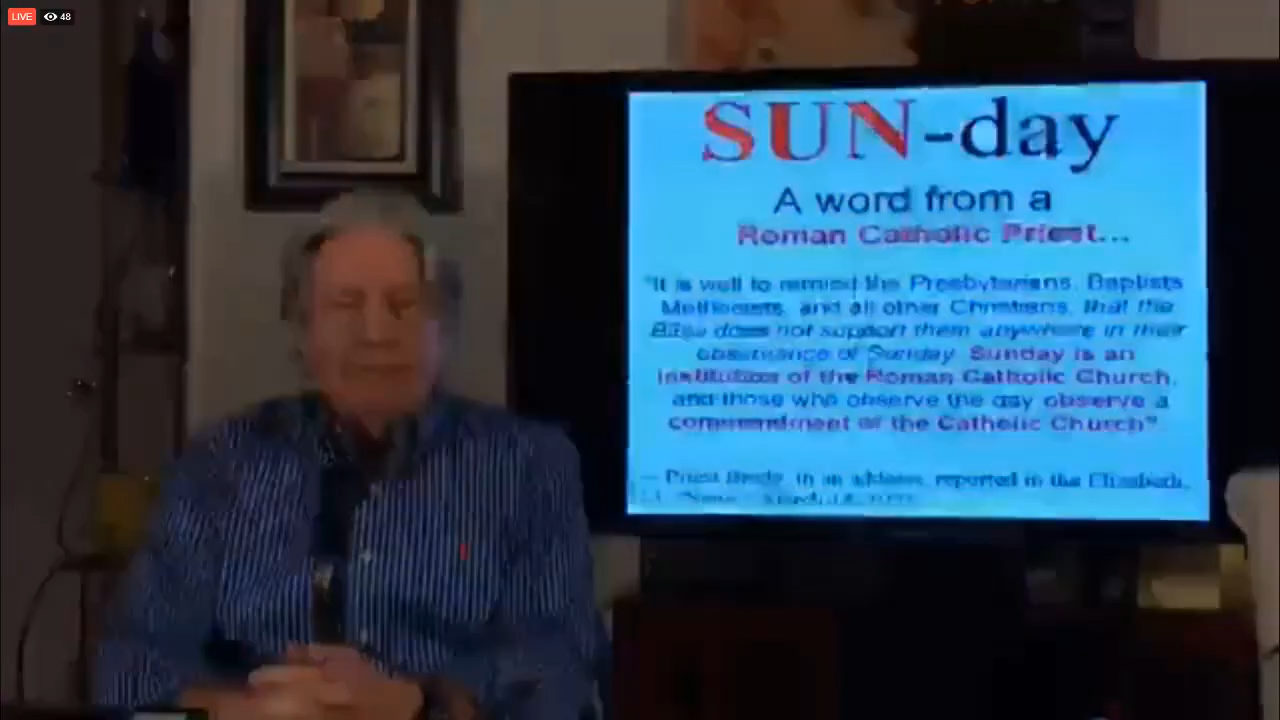 LIVE 48
SUN-day
A word from a
Roman Catholic Priest...
"It is well to remind the Presbyterians, Baptists
Methodists, and all other Christians, that the
Bible does not support them anywhere in their
observance of Sunday. Sunday is an
institution of the Roman Catholic Church,
and those who observe the day observe a
commandment of the Catholic Church".
— Priest Brady, in an address, reported in the Elizabeth,
"News"